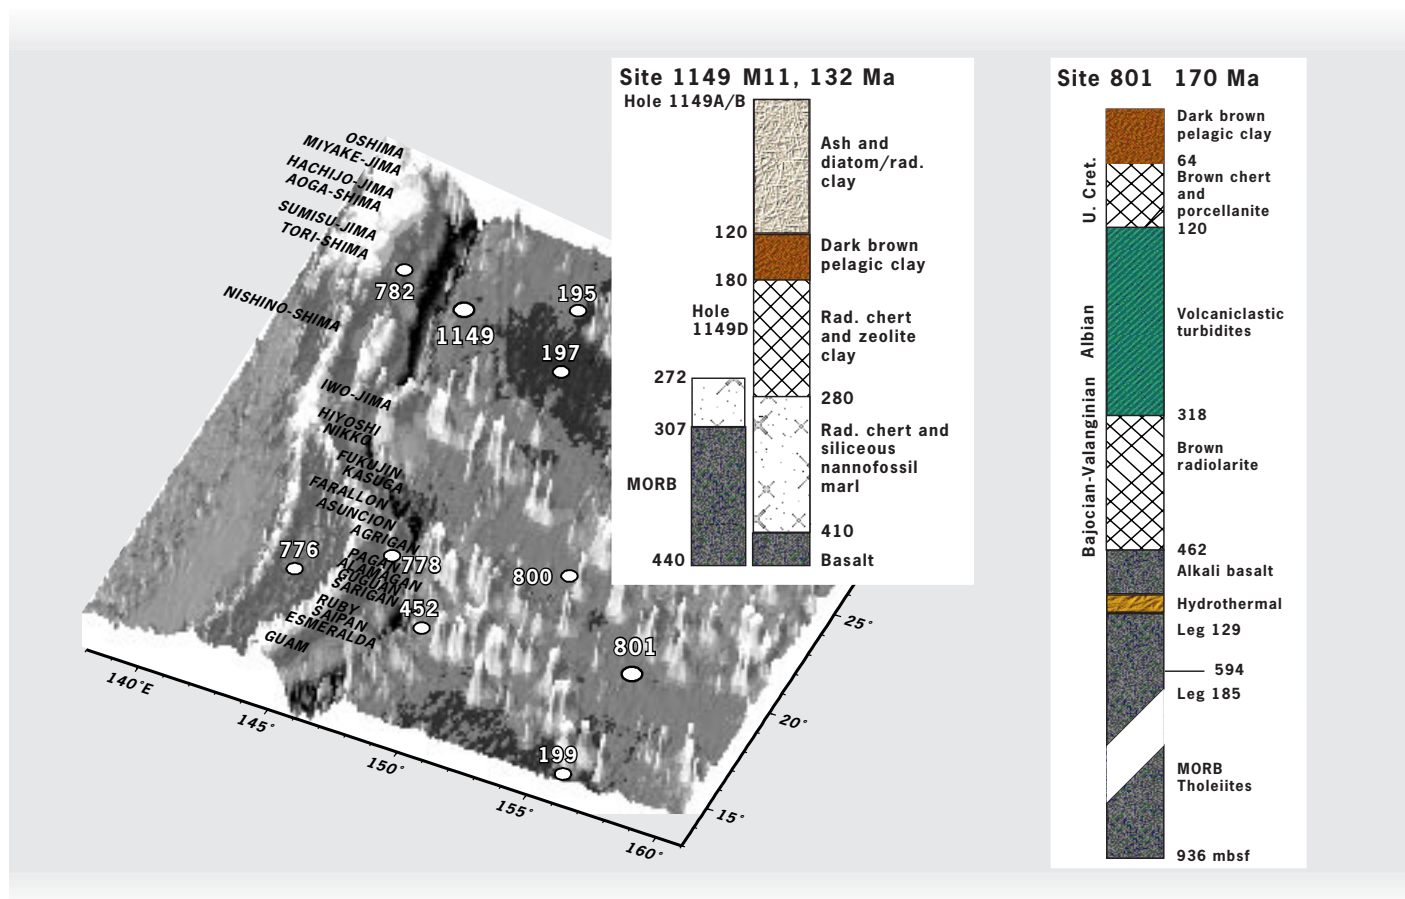 Site 1149 M11, 132 Ma
Hole 1149A/B
Ash and
diatom/rad.
clay
120
Dark brown
pelagic clay
180
Hole
1149D
Rad. chert
and zeolite
clay
272
280
307
Rad. chert and
siliceous
nannofossil
marl
MORB
410
440
Basalt
Site 801 170 Ma
Dark brown
pelagic clay
64
U. Cret.
Brown chert
and
porcellanite
120
Albian
Volcaniclastic
turbidites
318
Bajocian-Valanginian
Brown
radiolarite
462
Alkali basalt
Hydrothermal
Leg 129
594
Leg 185
MORB
Tholeiites
936 mbsf
OSHIMA
MIYAKE-JIMA
HACHIJO-JIMA
AOGA-SHIMA
SUMISU-JIMA
TORI-SHIMA
782
NISHINO-SHIMA
1149
195
197
IWO-JIMA
HIYOSHI
NIKKO
FUKUJIN
KASUGA
FARALLON
ASUNCION
AGRIGAN
776
778
PAGAN
ALAMAGAN
GUGUAN
SARIGAN
800
452
RUBY
SAIPAN
ESMERALDA
GUAM
801
199
140°E
145°
150°
155°
160°
15°
20°
25°